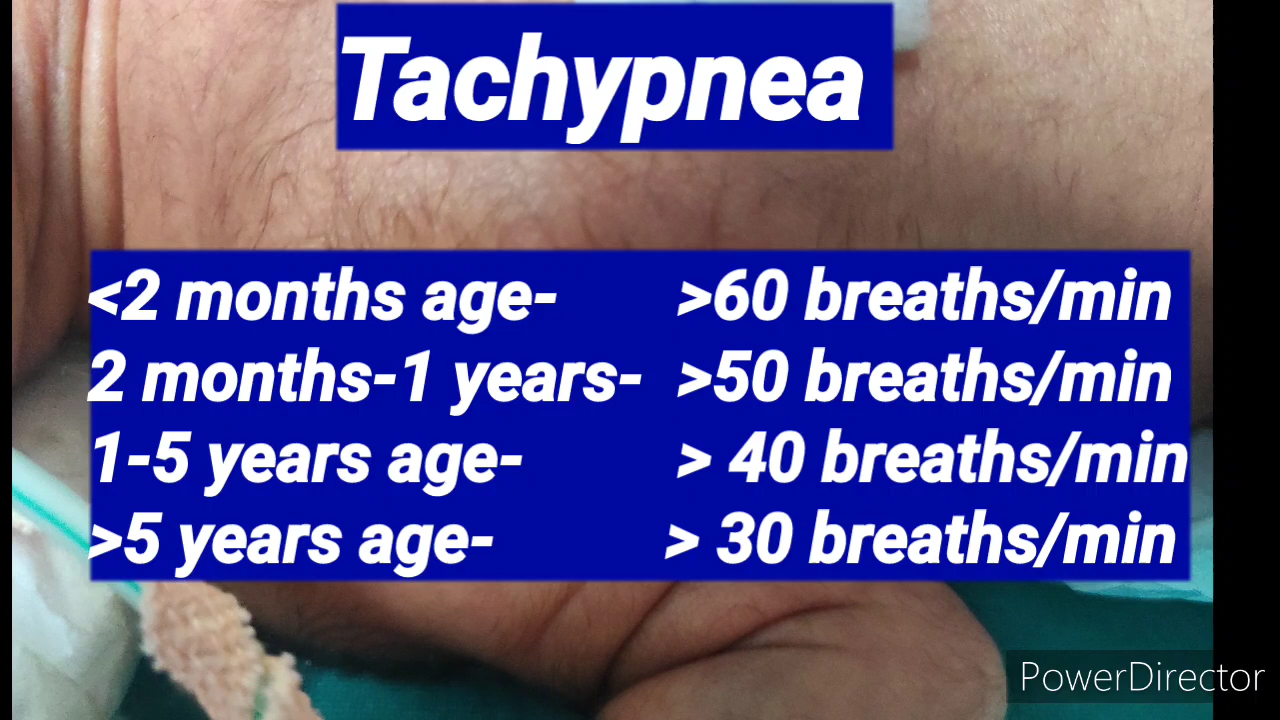 Tachypnea
<2 months age- >60 breaths/min
2 months-1 years- >50 breaths/min
1-5 years age- > 40 breaths/min
>5 years age- > 30 breaths/min
PowerDirector